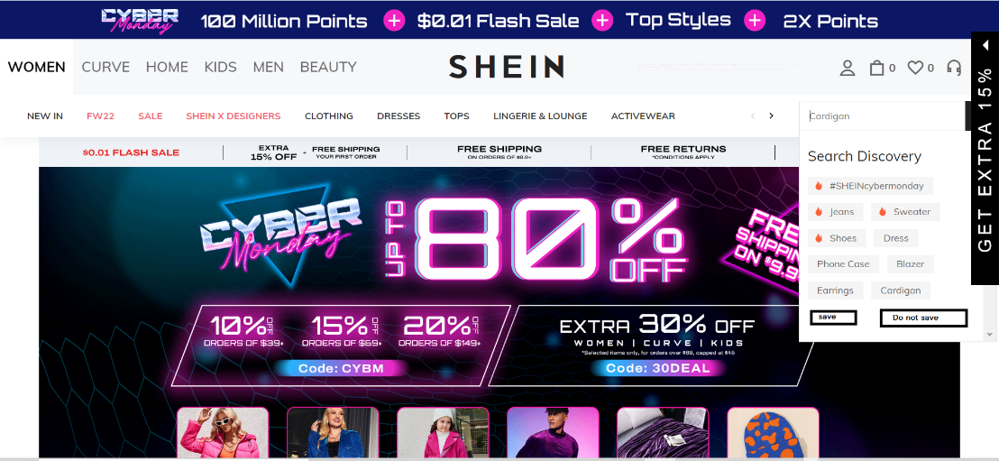 CYBER Monday 100 Million Points + $0.01 Flash Sale + Top Styles + 2X Points
WOMEN CURVE HOME KIDS MEN BEAUTY SHEIN 0 0
NEW IN FW22 SALE SHEIN X DESIGNERS CLOTHING DRESSES TOPS LINGERIE & LOUNGE ACTIVEWEAR
Cardigan
GET EXTRA 15%
$0.01 FLASH SALE
EXTRA
15% OFF
+ FREE SHIPPING
YOUR FIRST ORDER
FREE SHIPPING
ON ORDERS OF $9.9+
FREE RETURNS
*CONDITIONS APPLY
Search Discovery
#SHEINcybermonday
Jeans Sweater
Shoes Dress
Phone Case Blazer
Earrings Cardigan
save Do not save
CYBER
Monday
UP TO 80% OFF
FREE
SHIPPING
ON $9.9
10% OFF 15% OFF 20% OFF
ORDERS OF $39+ ORDERS OF $69+ ORDERS OF $149+
Code: CYBM
EXTRA 30% OFF
WOMEN | CURVE | KIDS
*Selected items only, for orders over $89, capped at $45
Code: 30DEAL